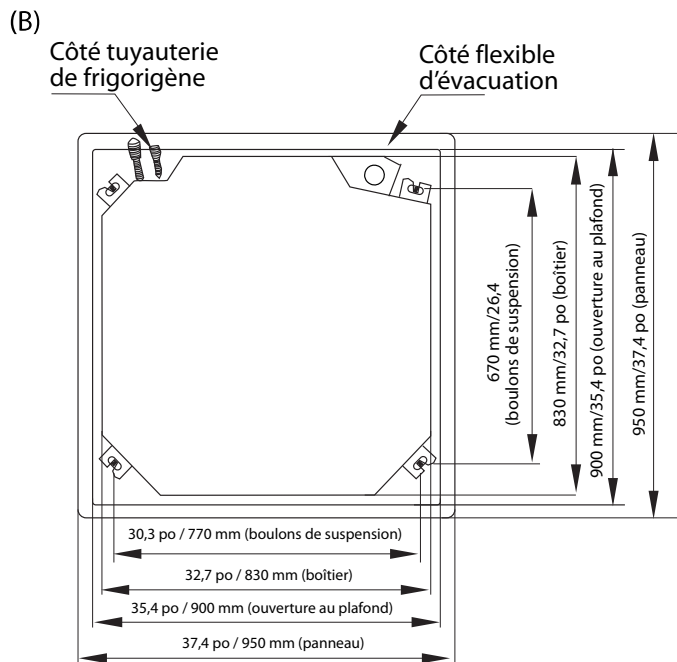 (B)
Côté tuyauterie
de frigorigène
Côté flexible
d'évacuation
670 mm/26,4
(boulons de suspension)
830 mm/32,7 po (boîtier)
900 mm/35,4 po (ouverture au plafond)
950 mm/37,4 po (panneau)
30,3 po / 770 mm (boulons de suspension)
32,7 po / 830 mm (boîtier)
35,4 po / 900 mm (ouverture au plafond)
37,4 po / 950 mm (panneau)